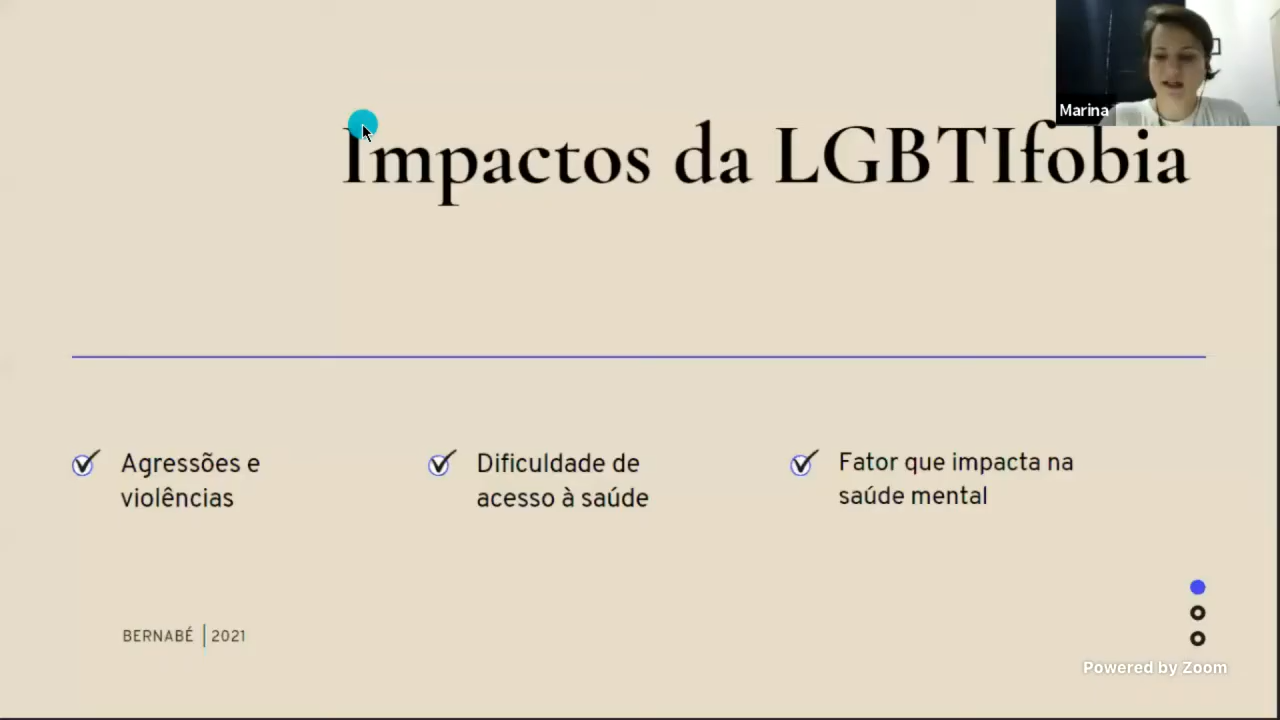 Marina
Impactos da LGBTIfobia
Agressões e
violências
Dificuldade de
acesso à saúde
Fator que impacta na
saúde mental
BERNABÉ | 2021
Powered by Zoom